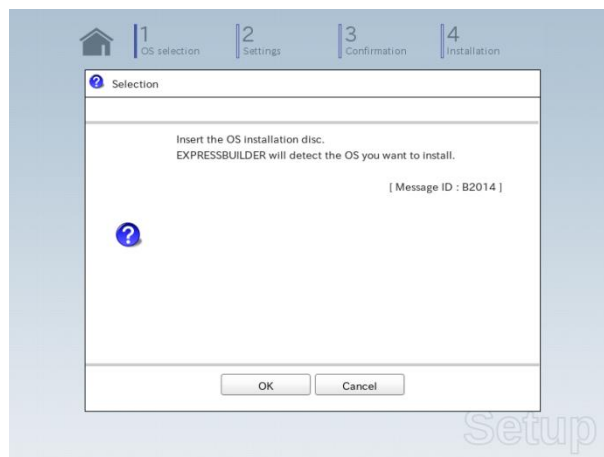 1
OS selection
2
Settings
3
Confirmation
4
Installation
Selection
Insert the OS installation disc.
EXPRESSBUILDER will detect the OS you want to install.
[ Message ID : B2014 ]
OK
Cancel
Setup